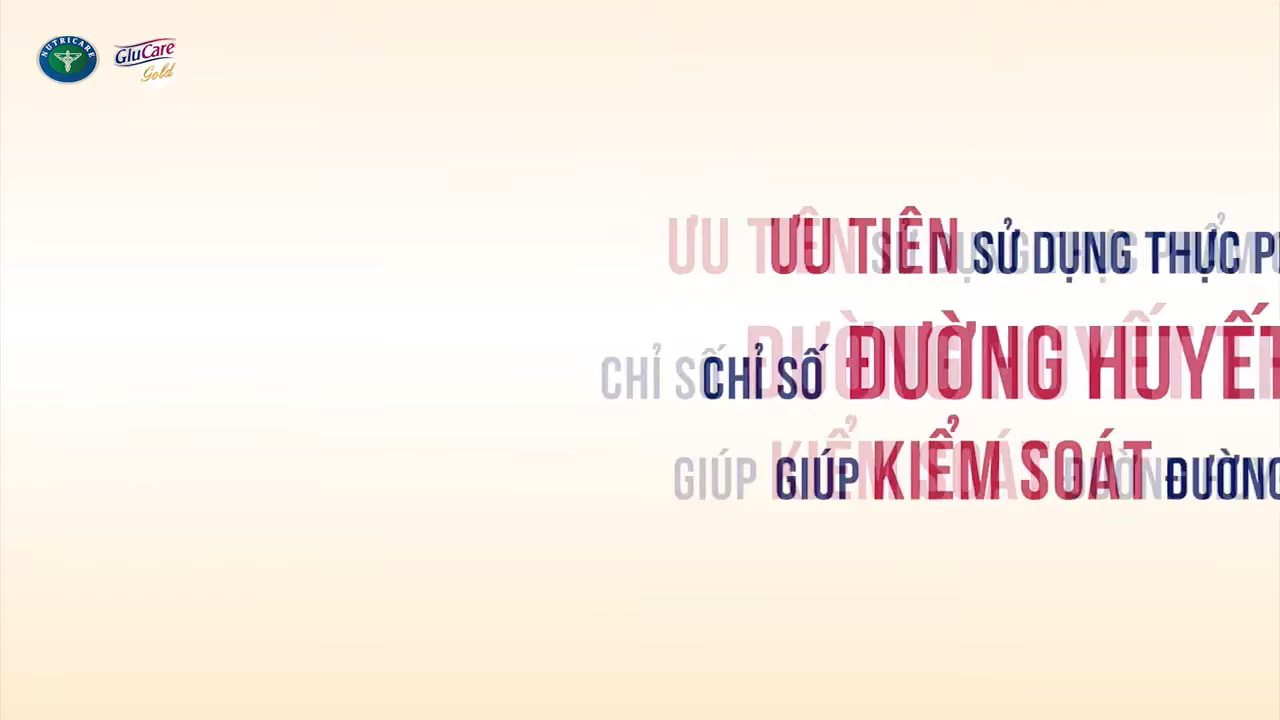 NUTRICARE
GluCare
Gold
ƯU TIÊN SỬ DỤNG THỰC
CHỈ SỐ ĐƯỜNG HUYẾT
GIÚP KIỂM SOÁT ĐƯỜNG